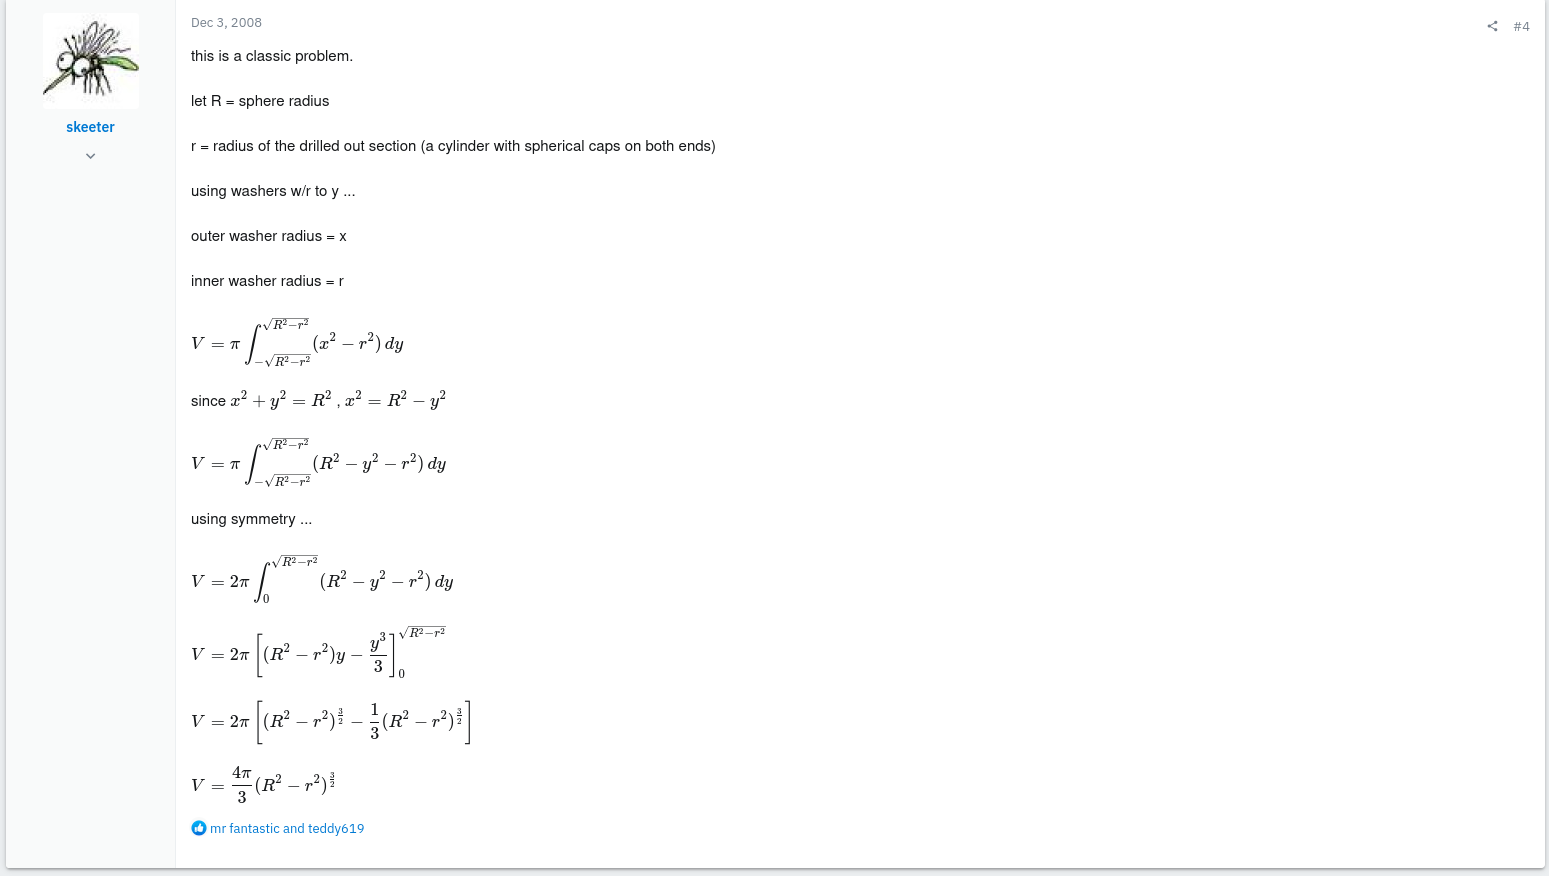 Dec 3, 2008
#4
skeeter
this is a classic problem.
let R = sphere radius
r = radius of the drilled out section (a cylinder with spherical caps on both ends)
using washers w/r to y ...
outer washer radius = x
inner washer radius = r
$V = \pi \int_{-\sqrt{R^2-r^2}}^{\sqrt{R^2-r^2}} (x^2 - r^2) \, dy$
since $x^2 + y^2 = R^2$ , $x^2 = R^2 - y^2$
$V = \pi \int_{-\sqrt{R^2-r^2}}^{\sqrt{R^2-r^2}} (R^2 - y^2 - r^2) \, dy$
using symmetry ...
$V = 2\pi \int_{0}^{\sqrt{R^2-r^2}} (R^2 - y^2 - r^2) \, dy$
$V = 2\pi \left[ (R^2 - r^2)y - \frac{y^3}{3} \right]_0^{\sqrt{R^2-r^2}}$
$V = 2\pi \left[ (R^2 - r^2)^{\frac{3}{2}} - \frac{1}{3}(R^2 - r^2)^{\frac{3}{2}} \right]$
$V = \frac{4\pi}{3}(R^2 - r^2)^{\frac{3}{2}}$
mr fantastic and teddy619